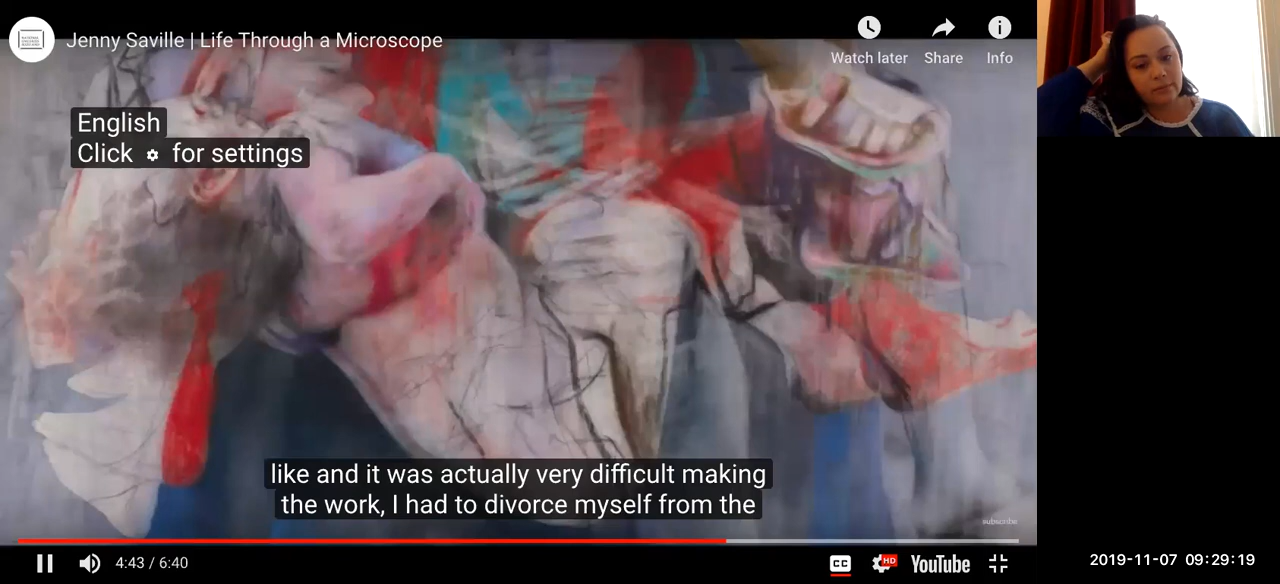 Jenny Saville | Life Through a Microscope
Watch later
Share
Info
English
Click for settings
like and it was actually very difficult making
the work, I had to divorce myself from the
subscribe
4:43 / 6:40
CC
HD
YouTube
2019-11-07 09:29:19